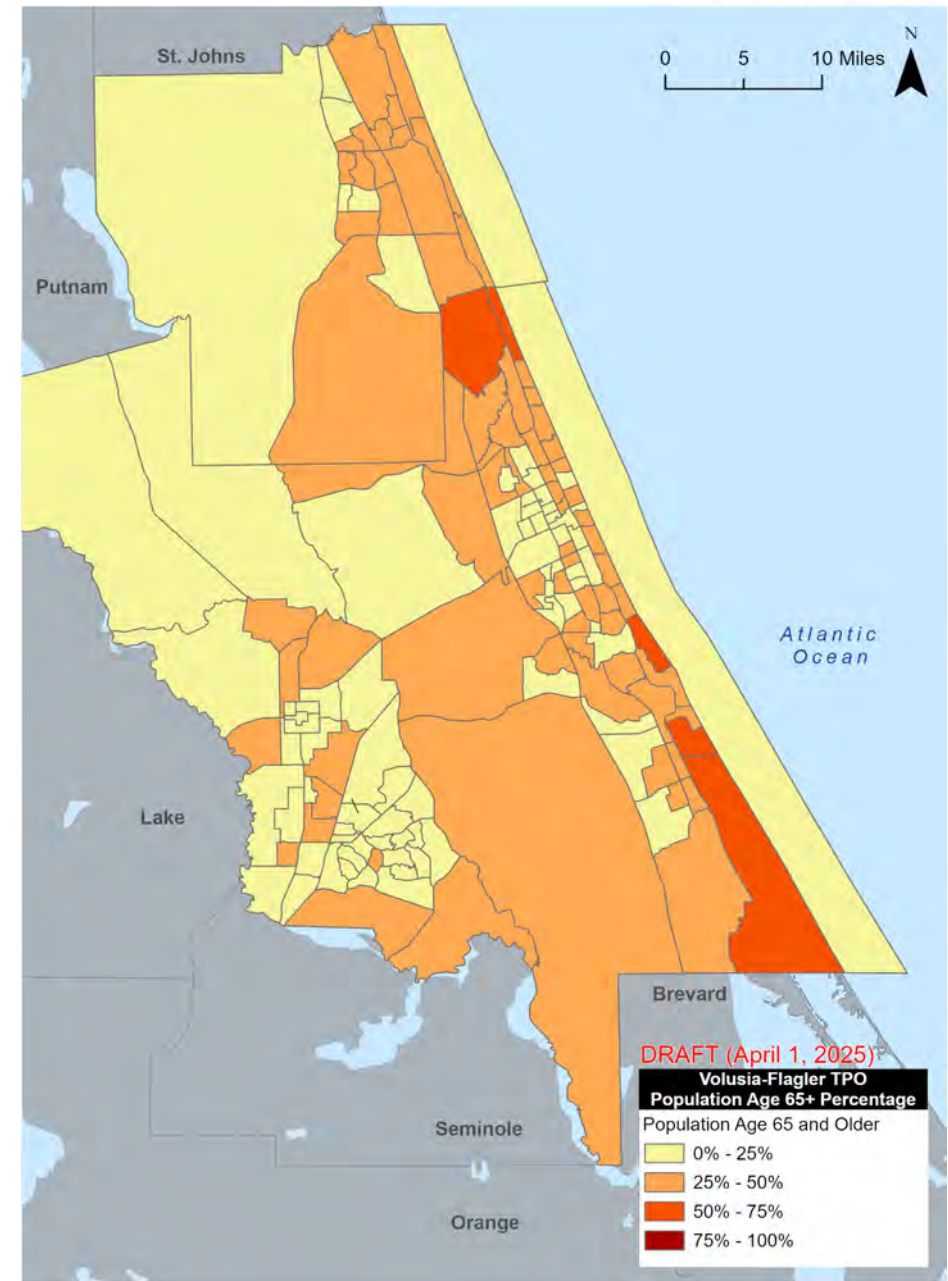 St. Johns
N
0 5 10 Miles
Putnam
Atlantic
Ocean
Lake
Brevard
DRAFT (April 1, 2025)
Volusia-Flagler TPO
Population Age 65+ Percentage
Population Age 65 and Older
0% - 25%
25% - 50%
50% - 75%
75% - 100%
Seminole
Orange